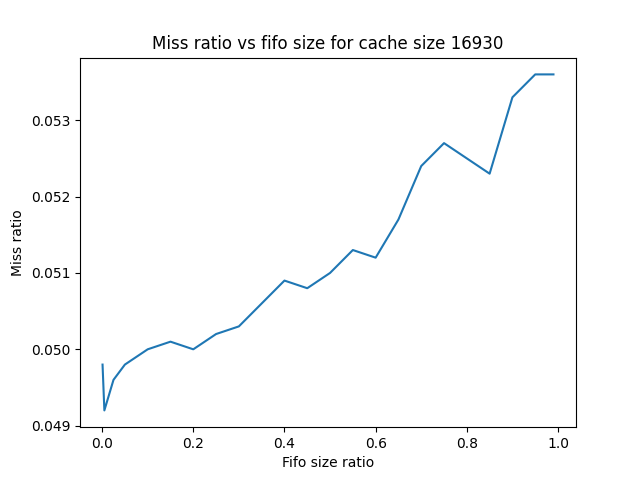 Miss ratio vs fifo size for cache size 16930
0.053
0.052
0.051
0.050
0.049
Miss ratio
0.0 0.2 0.4 0.6 0.8 1.0
Fifo size ratio